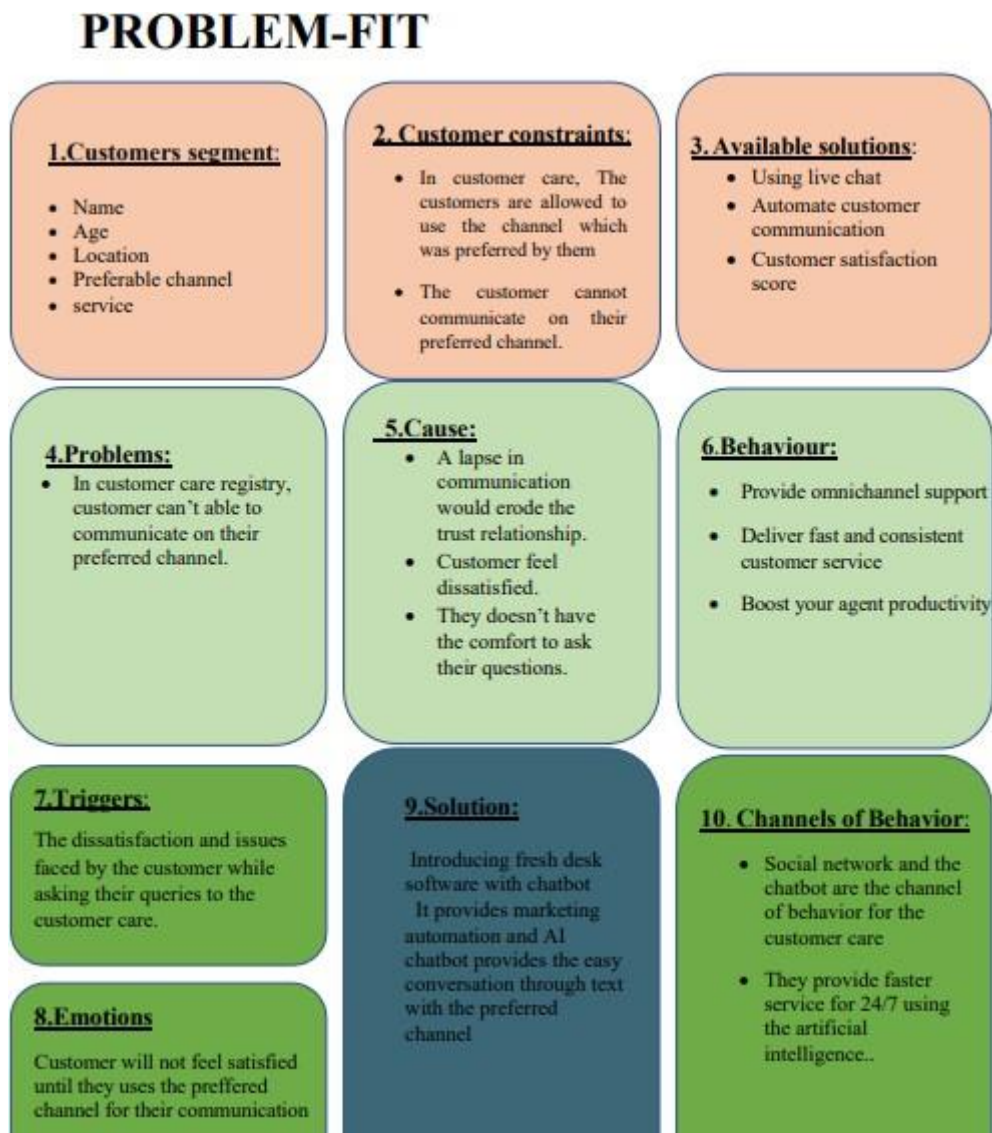 PROBLEM-FIT
1.Customers segment:
• Name
• Age
• Location
• Preferable channel
• service
2. Customer constraints:
• In customer care, The
customers are allowed to
use the channel which
was preferred by them
• The customer cannot
communicate on their
preferred channel.
3. Available solutions:
• Using live chat
• Automate customer
communication
• Customer satisfaction
score
4.Problems:
• In customer care registry,
customer can't able to
communicate on their
preferred channel.
5.Cause:
• A lapse in
communication
would erode the
trust relationship.
• Customer feel
dissatisfied.
• They doesn't have
the comfort to ask
their questions.
6.Behaviour:
• Provide omnichannel support
• Deliver fast and consistent
customer service
• Boost your agent productivity
7.Triggers:
The dissatisfaction and issues
faced by the customer while
asking their queries to the
customer care.
8.Emotions
Customer will not feel satisfied
until they uses the preffered
channel for their communication
9.Solution:
Introducing fresh desk
software with chatbot
It provides marketing
automation and AI
chatbot provides the easy
conversation through text
with the preferred
channel
10. Channels of Behavior:
• Social network and the
chatbot are the channel
of behavior for the
customer care
• They provide faster
service for 24/7 using
the artificial
intelligence..